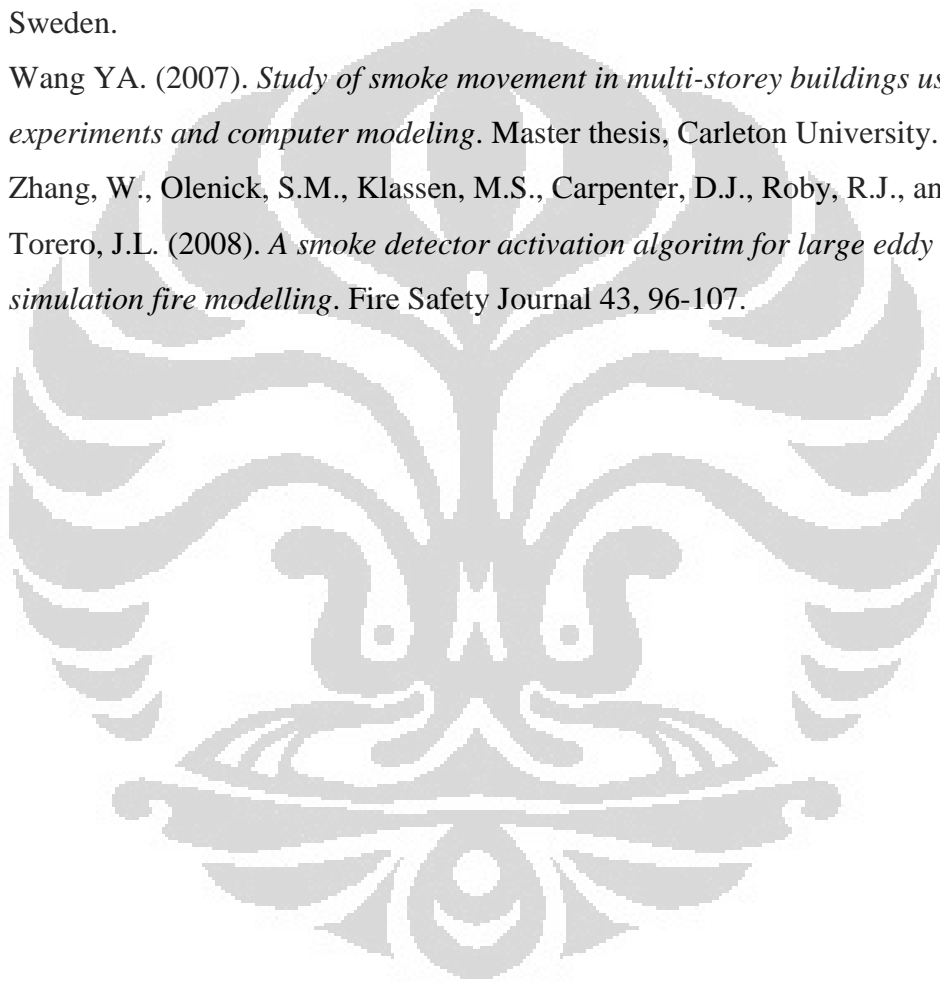 Sweden.
Wang YA. (2007). Study of smoke movement in multi-storey buildings us
experiments and computer modeling. Master thesis, Carleton University.
Zhang, W., Olenick, S.M., Klassen, M.S., Carpenter, D.J., Roby, R.J., an
Torero, J.L. (2008). A smoke detector activation algoritm for large eddy
simulation fire modelling. Fire Safety Journal 43, 96-107.